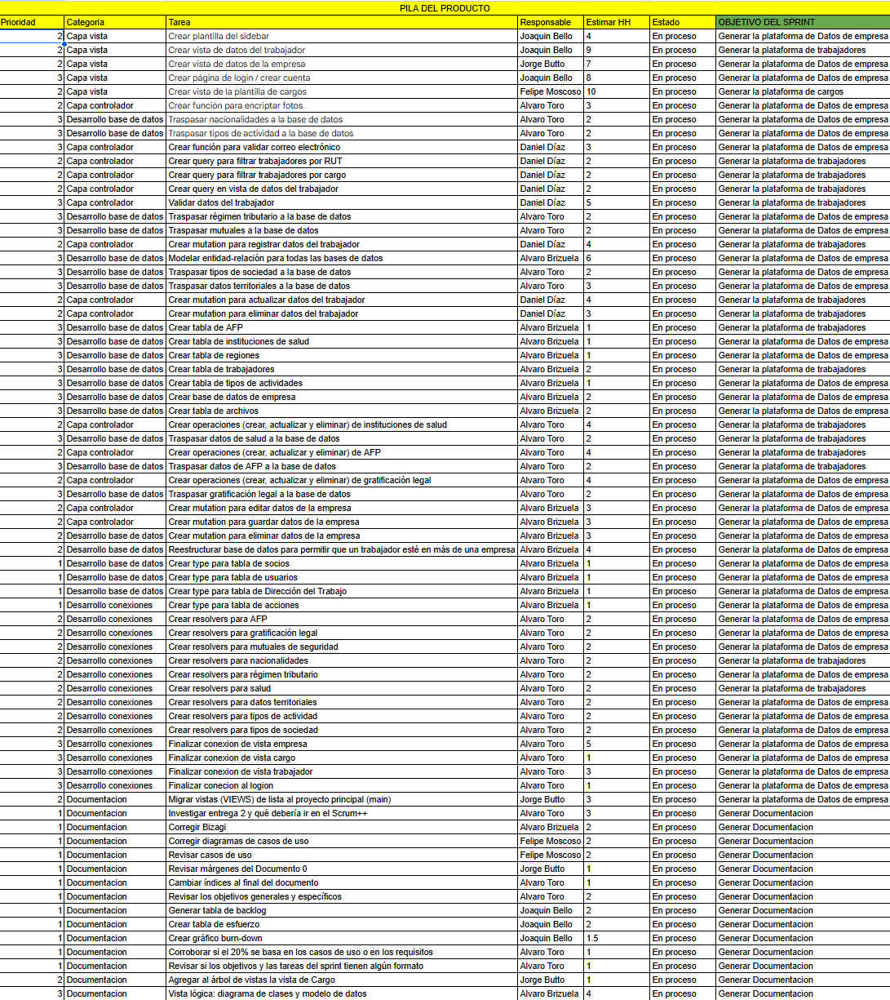 PILA DEL PRODUCTO
Prioridad Categoria Tarea Responsable Estimar HH Estado OBJETIVO DEL SPRINT
2 Capa vista Crear plantilla del sidebar Joaquin Bello 4 En proceso Generar la plataforma de Datos de empresa
2 Capa vista Crear vista de datos del trabajador Joaquin Bello 9 En proceso Generar la plataforma de trabajadores
2 Capa vista Crear vista de datos de la empresa Jorge Butto 7 En proceso Generar la plataforma de Datos de empresa
3 Capa vista Crear página de login / crear cuenta Joaquin Bello 8 En proceso Generar la plataforma de Datos de empresa
2 Capa vista Crear vista de la plantilla de cargos Felipe Moscoso 10 En proceso Generar la plataforma de cargos
2 Capa controlador Crear función para encriptar fotos Alvaro Toro 3 En proceso Generar la plataforma de Datos de empresa
3 Desarrollo base de datos Traspasar nacionalidades a la base de datos Alvaro Toro 2 En proceso Generar la plataforma de Datos de empresa
3 Desarrollo base de datos Traspasar tipos de actividad a la base de datos Alvaro Toro 2 En proceso Generar la plataforma de Datos de empresa
3 Capa controlador Crear función para validar correo electrónico Daniel Díaz 3 En proceso Generar la plataforma de Datos de empresa
2 Capa controlador Crear query para filtrar trabajadores por RUT Daniel Díaz 2 En proceso Generar la plataforma de trabajadores
2 Capa controlador Crear query para filtrar trabajadores por cargo Daniel Díaz 2 En proceso Generar la plataforma de trabajadores
2 Capa controlador Crear query en vista de datos del trabajador Daniel Díaz 2 En proceso Generar la plataforma de trabajadores
3 Capa controlador Validar datos del trabajador Daniel Díaz 5 En proceso Generar la plataforma de trabajadores
3 Desarrollo base de datos Traspasar régimen tributario a la base de datos Alvaro Toro 2 En proceso Generar la plataforma de Datos de empresa
3 Desarrollo base de datos Traspasar mutuales a la base de datos Alvaro Toro 2 En proceso Generar la plataforma de Datos de empresa
2 Capa controlador Crear mutation para registrar datos del trabajador Daniel Díaz 4 En proceso Generar la plataforma de trabajadores
3 Desarrollo base de datos Modelar entidad-relación para todas las bases de datos Alvaro Brizuela 6 En proceso Generar la plataforma de Datos de empresa
3 Desarrollo base de datos Traspasar tipos de sociedad a la base de datos Alvaro Toro 2 En proceso Generar la plataforma de Datos de empresa
3 Desarrollo base de datos Traspasar datos territoriales a la base de datos Alvaro Toro 3 En proceso Generar la plataforma de Datos de empresa
2 Capa controlador Crear mutation para actualizar datos del trabajador Daniel Díaz 4 En proceso Generar la plataforma de trabajadores
2 Capa controlador Crear mutation para eliminar datos del trabajador Daniel Díaz 3 En proceso Generar la plataforma de trabajadores
3 Desarrollo base de datos Crear tabla de AFP Alvaro Brizuela 1 En proceso Generar la plataforma de trabajadores
3 Desarrollo base de datos Crear tabla de instituciones de salud Alvaro Brizuela 1 En proceso Generar la plataforma de Datos de empresa
3 Desarrollo base de datos Crear tabla de regiones Alvaro Brizuela 1 En proceso Generar la plataforma de Datos de empresa
3 Desarrollo base de datos Crear tabla de trabajadores Alvaro Brizuela 2 En proceso Generar la plataforma de trabajadores
3 Desarrollo base de datos Crear tabla de tipos de actividades Alvaro Brizuela 1 En proceso Generar la plataforma de Datos de empresa
3 Desarrollo base de datos Crear base de datos de empresa Alvaro Brizuela 2 En proceso Generar la plataforma de Datos de empresa
3 Desarrollo base de datos Crear tabla de archivos Alvaro Brizuela 2 En proceso Generar la plataforma de Datos de empresa
2 Capa controlador Crear operaciones (crear, actualizar y eliminar) de instituciones de salud Alvaro Toro 4 En proceso Generar la plataforma de trabajadores
3 Desarrollo base de datos Traspasar datos de salud a la base de datos Alvaro Toro 2 En proceso Generar la plataforma de trabajadores
2 Capa controlador Crear operaciones (crear, actualizar y eliminar) de AFP Alvaro Toro 4 En proceso Generar la plataforma de trabajadores
3 Desarrollo base de datos Traspasar datos de AFP a la base de datos Alvaro Toro 2 En proceso Generar la plataforma de trabajadores
2 Capa controlador Crear operaciones (crear, actualizar y eliminar) de gratificación legal Alvaro Toro 4 En proceso Generar la plataforma de Datos de empresa
3 Desarrollo base de datos Traspasar gratificación legal a la base de datos Alvaro Toro 2 En proceso Generar la plataforma de Datos de empresa
2 Capa controlador Crear mutation para editar datos de la empresa Alvaro Brizuela 3 En proceso Generar la plataforma de Datos de empresa
2 Capa controlador Crear mutation para guardar datos de la empresa Alvaro Brizuela 3 En proceso Generar la plataforma de Datos de empresa
2 Desarrollo base de datos Crear mutation para eliminar datos de la empresa Alvaro Brizuela 3 En proceso Generar la plataforma de Datos de empresa
2 Desarrollo base de datos Reestructurar base de datos para permitir que un trabajador esté en más de una empresa Alvaro Brizuela 4 En proceso Generar la plataforma de Datos de empresa
1 Desarrollo base de datos Crear type para tabla de socios Alvaro Brizuela 1 En proceso Generar la plataforma de Datos de empresa
1 Desarrollo base de datos Crear type para tabla de usuarios Alvaro Brizuela 1 En proceso Generar la plataforma de Datos de empresa
1 Desarrollo base de datos Crear type para tabla de Dirección del Trabajo Alvaro Brizuela 1 En proceso Generar la plataforma de Datos de empresa
1 Desarrollo conexiones Crear type para tabla de acciones Alvaro Brizuela 1 En proceso Generar la plataforma de Datos de empresa
2 Desarrollo conexiones Crear resolvers para AFP Alvaro Toro 2 En proceso Generar la plataforma de Datos de empresa
2 Desarrollo conexiones Crear resolvers para gratificación legal Alvaro Toro 2 En proceso Generar la plataforma de Datos de empresa
2 Desarrollo conexiones Crear resolvers para mutuales de seguridad Alvaro Toro 2 En proceso Generar la plataforma de Datos de empresa
2 Desarrollo conexiones Crear resolvers para nacionalidades Alvaro Toro 2 En proceso Generar la plataforma de trabajadores
2 Desarrollo conexiones Crear resolvers para régimen tributario Alvaro Toro 2 En proceso Generar la plataforma de Datos de empresa
2 Desarrollo conexiones Crear resolvers para salud Alvaro Toro 2 En proceso Generar la plataforma de trabajadores
2 Desarrollo conexiones Crear resolvers para datos territoriales Alvaro Toro 2 En proceso Generar la plataforma de Datos de empresa
2 Desarrollo conexiones Crear resolvers para tipos de actividad Alvaro Toro 2 En proceso Generar la plataforma de Datos de empresa
2 Desarrollo conexiones Crear resolvers para tipos de sociedad Alvaro Toro 2 En proceso Generar la plataforma de Datos de empresa
3 Desarrollo conexiones Finalizar conexion de vista empresa Alvaro Toro 5 En proceso Generar la plataforma de Datos de empresa
3 Desarrollo conexiones Finalizar conexion de vista cargo Alvaro Toro 1 En proceso Generar la plataforma de Datos de empresa
3 Desarrollo conexiones Finalizar conexion de vista trabajador Alvaro Toro 3 En proceso Generar la plataforma de Datos de empresa
3 Desarrollo conexiones Finalizar conecion al logion Alvaro Toro 1 En proceso Generar la plataforma de Datos de empresa
2 Documentacion Migrar vistas (VIEWS) de lista al proyecto principal (main) Jorge Butto 3 En proceso Generar la plataforma de Datos de empresa
1 Documentacion Investigar entrega 2 y qué debería ir en el Scrum++ Alvaro Toro 3 En proceso Generar Documentacion
1 Documentacion Corregir Bizagi Alvaro Brizuela 2 En proceso Generar Documentacion
1 Documentacion Corregir diagramas de casos de uso Felipe Moscoso 2 En proceso Generar Documentacion
1 Documentacion Revisar casos de uso Felipe Moscoso 2 En proceso Generar Documentacion
1 Documentacion Revisar márgenes del Documento 0 Jorge Butto 1 En proceso Generar Documentacion
1 Documentacion Cambiar índices al final del documento Alvaro Toro 1 En proceso Generar Documentacion
1 Documentacion Revisar los objetivos generales y específicos Alvaro Toro 2 En proceso Generar Documentacion
1 Documentacion Generar tabla de backlog Joaquin Bello 2 En proceso Generar Documentacion
1 Documentacion Crear tabla de esfuerzo Joaquin Bello 2 En proceso Generar Documentacion
1 Documentacion Crear gráfico burn-down Joaquin Bello 1.5 En proceso Generar Documentacion
1 Documentacion Corroborar si el 20% se basa en los casos de uso o en los requisitos Alvaro Toro 1 En proceso Generar Documentacion
1 Documentacion Revisar si los objetivos y las tareas del sprint tienen algún formato Alvaro Toro 1 En proceso Generar Documentacion
2 Documentacion Agregar al árbol de vistas la vista de Cargo Jorge Butto 1 En proceso Generar Documentacion
3 Documentacion Vista lógica: diagrama de clases y modelo de datos Alvaro Brizuela 4 En proceso Generar Documentacion